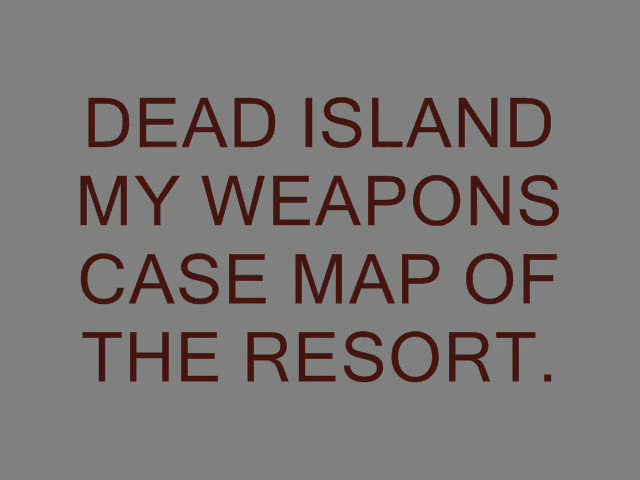 DEAD ISLAND
MY WEAPONS
CASE MAP OF
THE RESORT.